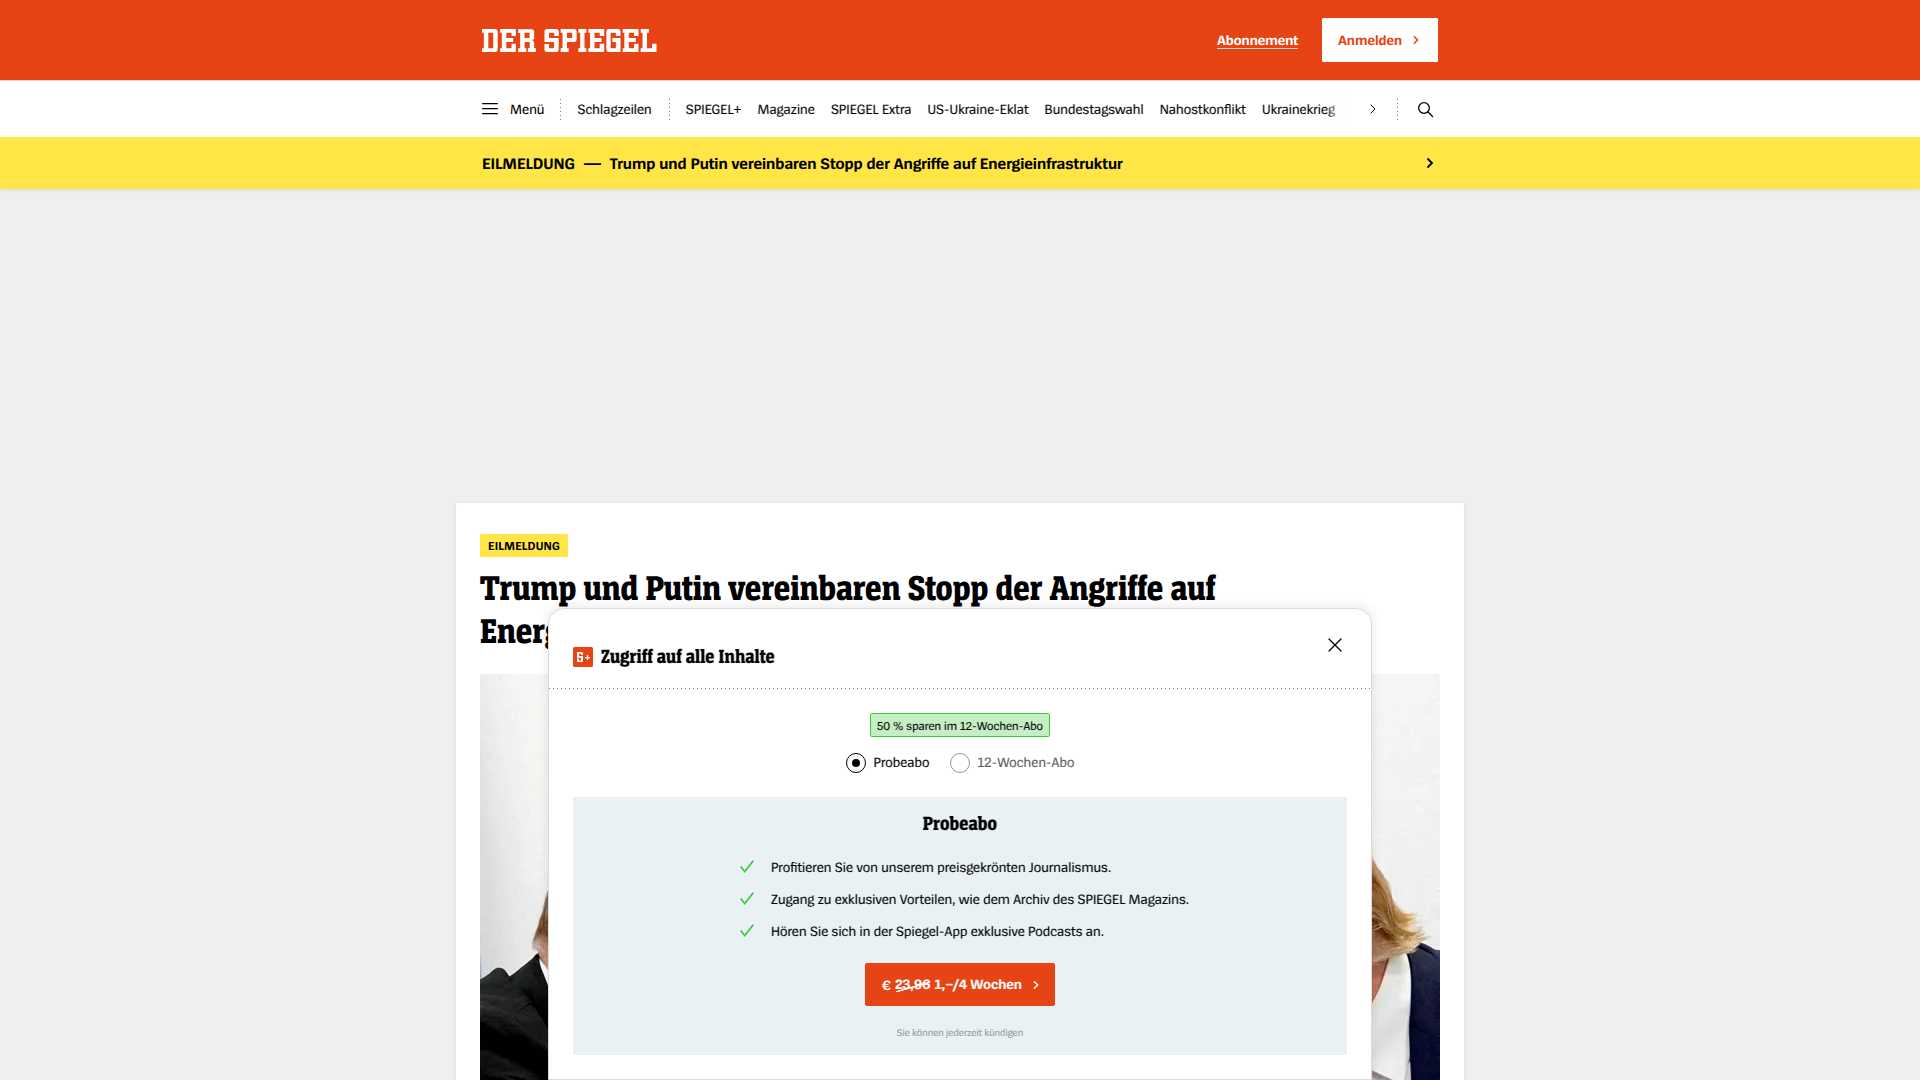 DER SPIEGEL
Abonnement
Anmelden
Menü
Schlagzeilen
SPIEGEL+
Magazine
SPIEGEL Extra
US-Ukraine-Eklat
Bundestagswahl
Nahostkonflikt
Ukrainekrieg
EILMELDUNG — Trump und Putin vereinbaren Stopp der Angriffe auf Energieinfrastruktur
EILMELDUNG
Trump und Putin vereinbaren Stopp der Angriffe auf
Zugriff auf alle Inhalte
50 % sparen im 12-Wochen-Abo
Probeabo
12-Wochen-Abo
Probeabo
Profitieren Sie von unserem preisgekrönten Journalismus.
Zugang zu exklusiven Vorteilen, wie dem Archiv des SPIEGEL Magazins.
Hören Sie sich in der Spiegel-App exklusive Podcasts an.
€ 23,96 1,–/4 Wochen
Sie können jederzeit kündigen